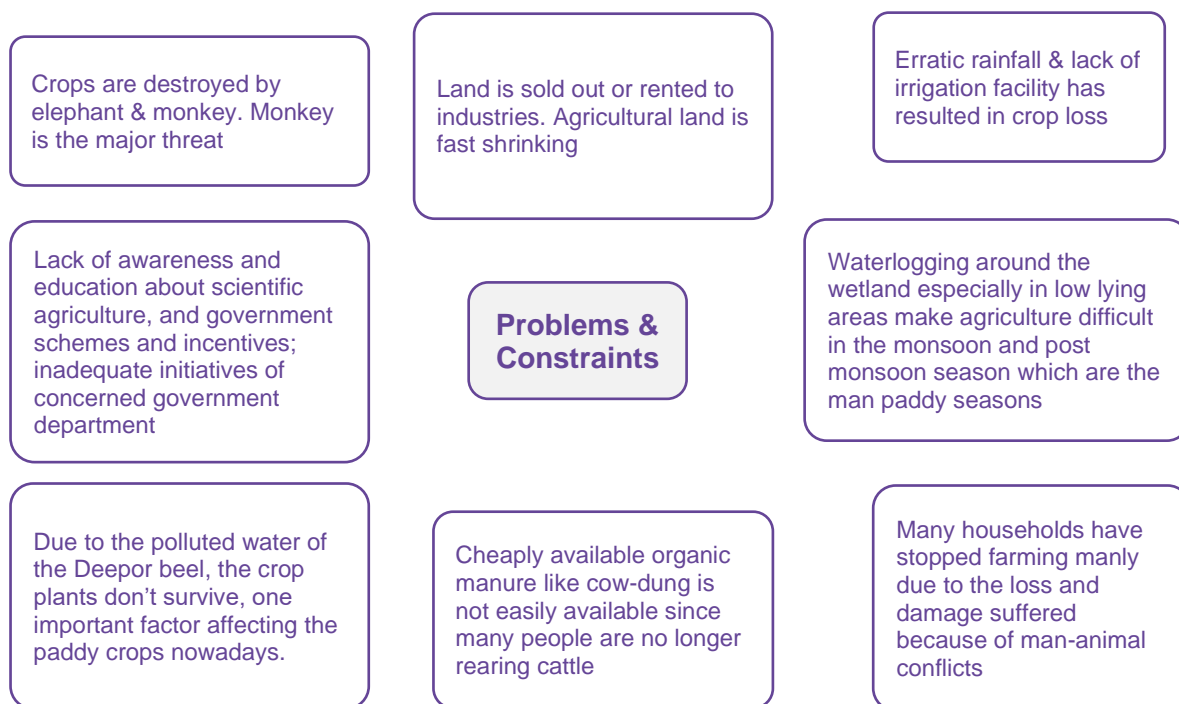 Crops are destroyed by
elephant & monkey. Monkey
is the major threat
Land is sold out or rented to
industries. Agricultural land is
fast shrinking
Erratic rainfall & lack of
irrigation facility has
resulted in crop loss
Lack of awareness and
education about scientific
agriculture, and government
schemes and incentives;
inadequate initiatives of
concerned government
department
Problems &
Constraints
Waterlogging around the
wetland especially in low lying
areas make agriculture difficult
in the monsoon and post
monsoon season which are the
man paddy seasons
Due to the polluted water of
the Deepor beel, the crop
plants don’t survive, one
important factor affecting the
paddy crops nowadays.
Cheaply available organic
manure like cow-dung is
not easily available since
many people are no longer
rearing cattle
Many households have
stopped farming manly
due to the loss and
damage suffered
because of man-animal
conflicts